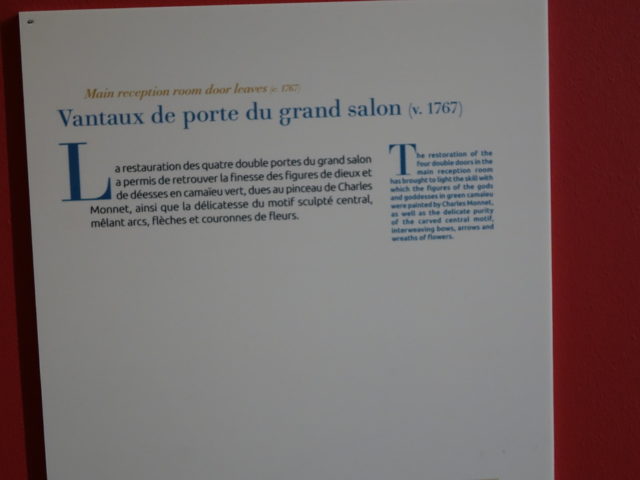 Main reception room door leaves (c. 1767)
Vantaux de porte du grand salon (v. 1767)
La restauration des quatre double portes du grand salon
a permis de retrouver la finesse des figures de dieux et
de déesses en camaïeu vert, dues au pinceau de Charles
Monnet, ainsi que la délicatesse du motif sculpté central,
mêlant arcs, flèches et couronnes de fleurs.
The restoration of the
four double doors in the
main reception room
has brought to light the skill with
which the figures of the gods
and goddesses in green camaïeu
were painted by Charles Monnet,
as well as the delicate purity
of the carved central motif,
interweaving bows, arrows and
wreaths of flowers.